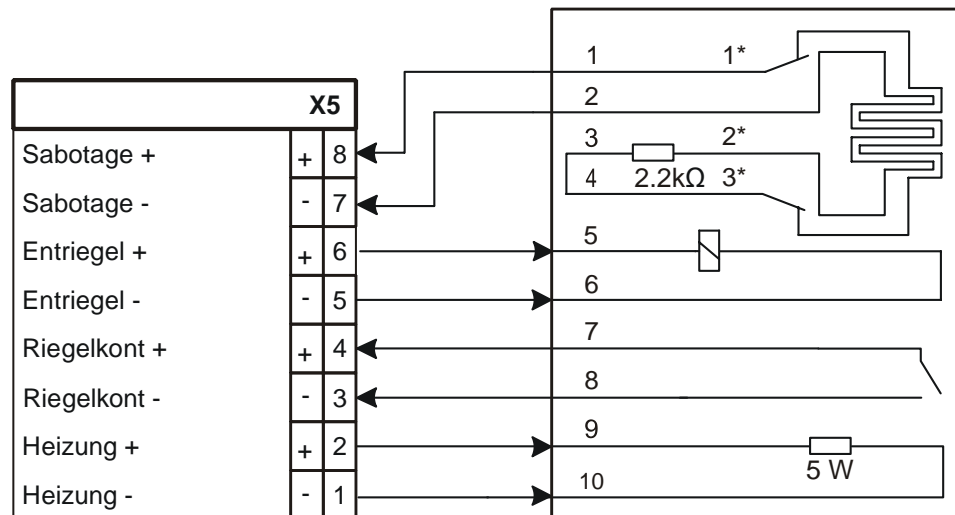 X5
Sabotage + + 8
Sabotage - - 7
Entriegel + + 6
Entriegel - - 5
Riegelkont + + 4
Riegelkont - - 3
Heizung + + 2
Heizung - - 1
1 1*
2
3 2*
4 2.2kΩ 3*
5
6
7
8
9
5 W
10